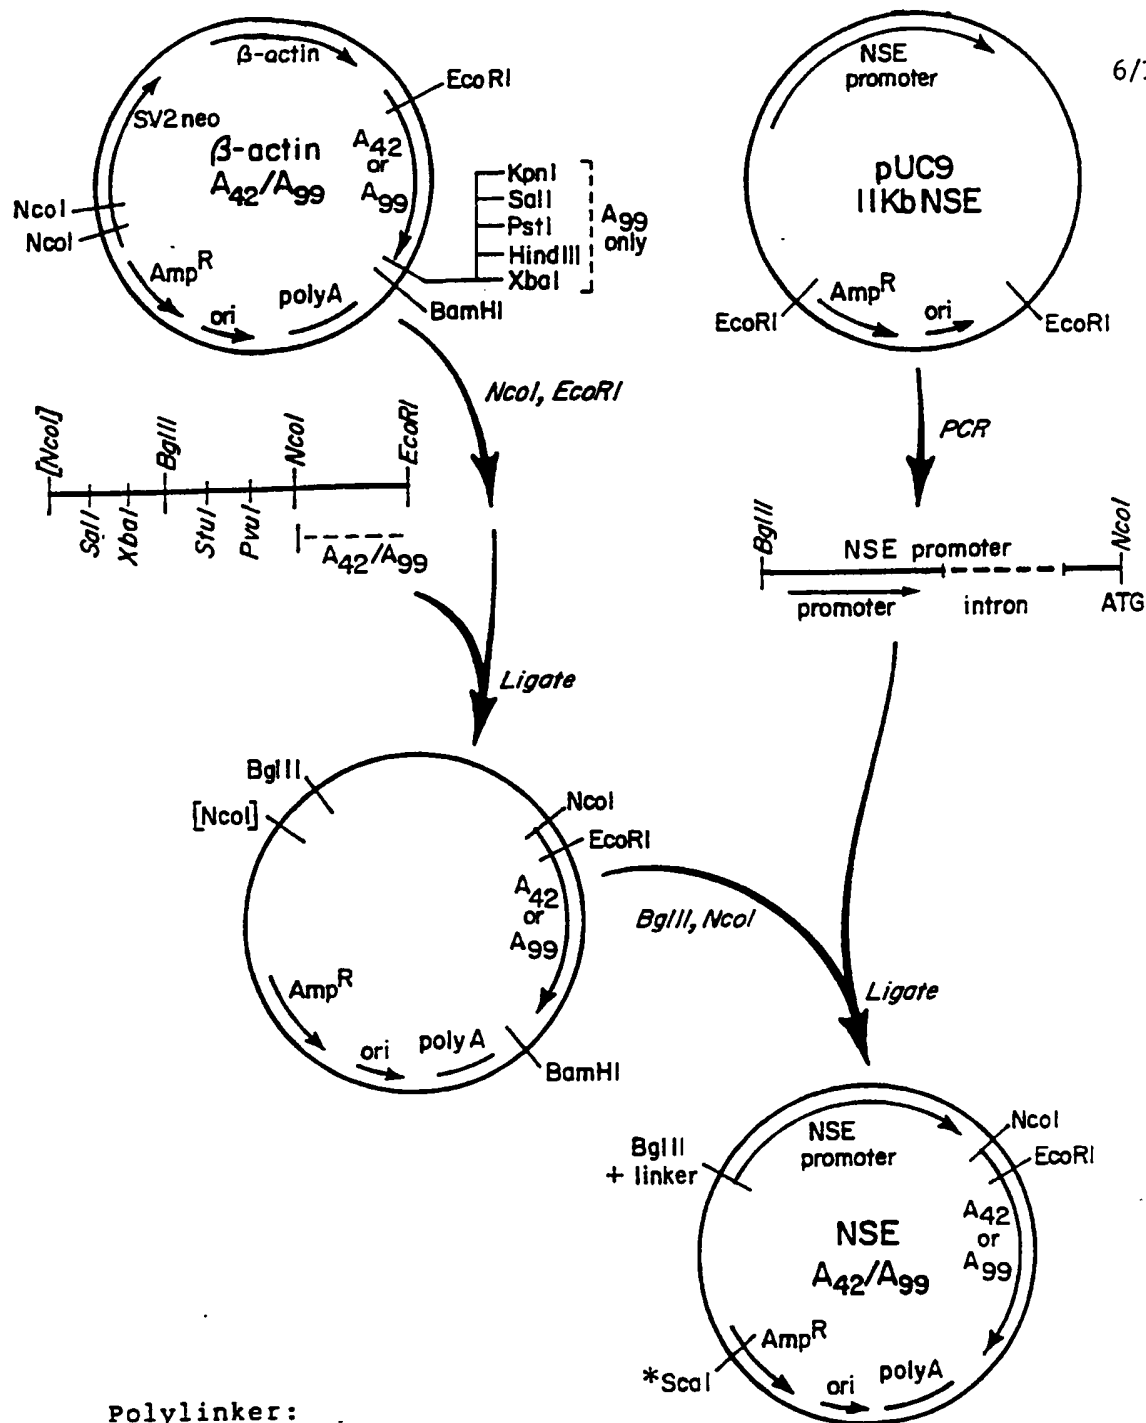 β-actin
EcoRI
SV2neo
β-actin
A42/A99
A42
or
A99
KpnI
SalI
PstI
HindIII
XbaI
A99
only
NcoI
NcoI
AmpR
ori
polyA
BamHI
NSE
promoter
pUC9
11KbNSE
EcoRI
AmpR
ori
EcoRI
NcoI, EcoRI
PCR
[NcoI]
SalI
XbaI
BglII
StuI
PvuI
NcoI
EcoRI
A42/A99
BglII
NSE promoter
NcoI
promoter
intron
ATG
Ligate
BglII
[NcoI]
NcoI
EcoRI
A42
or
A99
AmpR
ori
polyA
BamHI
BglII, NcoI
Ligate
NSE
promoter
NcoI
EcoRI
BglII
+ linker
A42
or
A99
NSE
A42/A99
AmpR
*ScaI
ori
polyA
Polylinker: